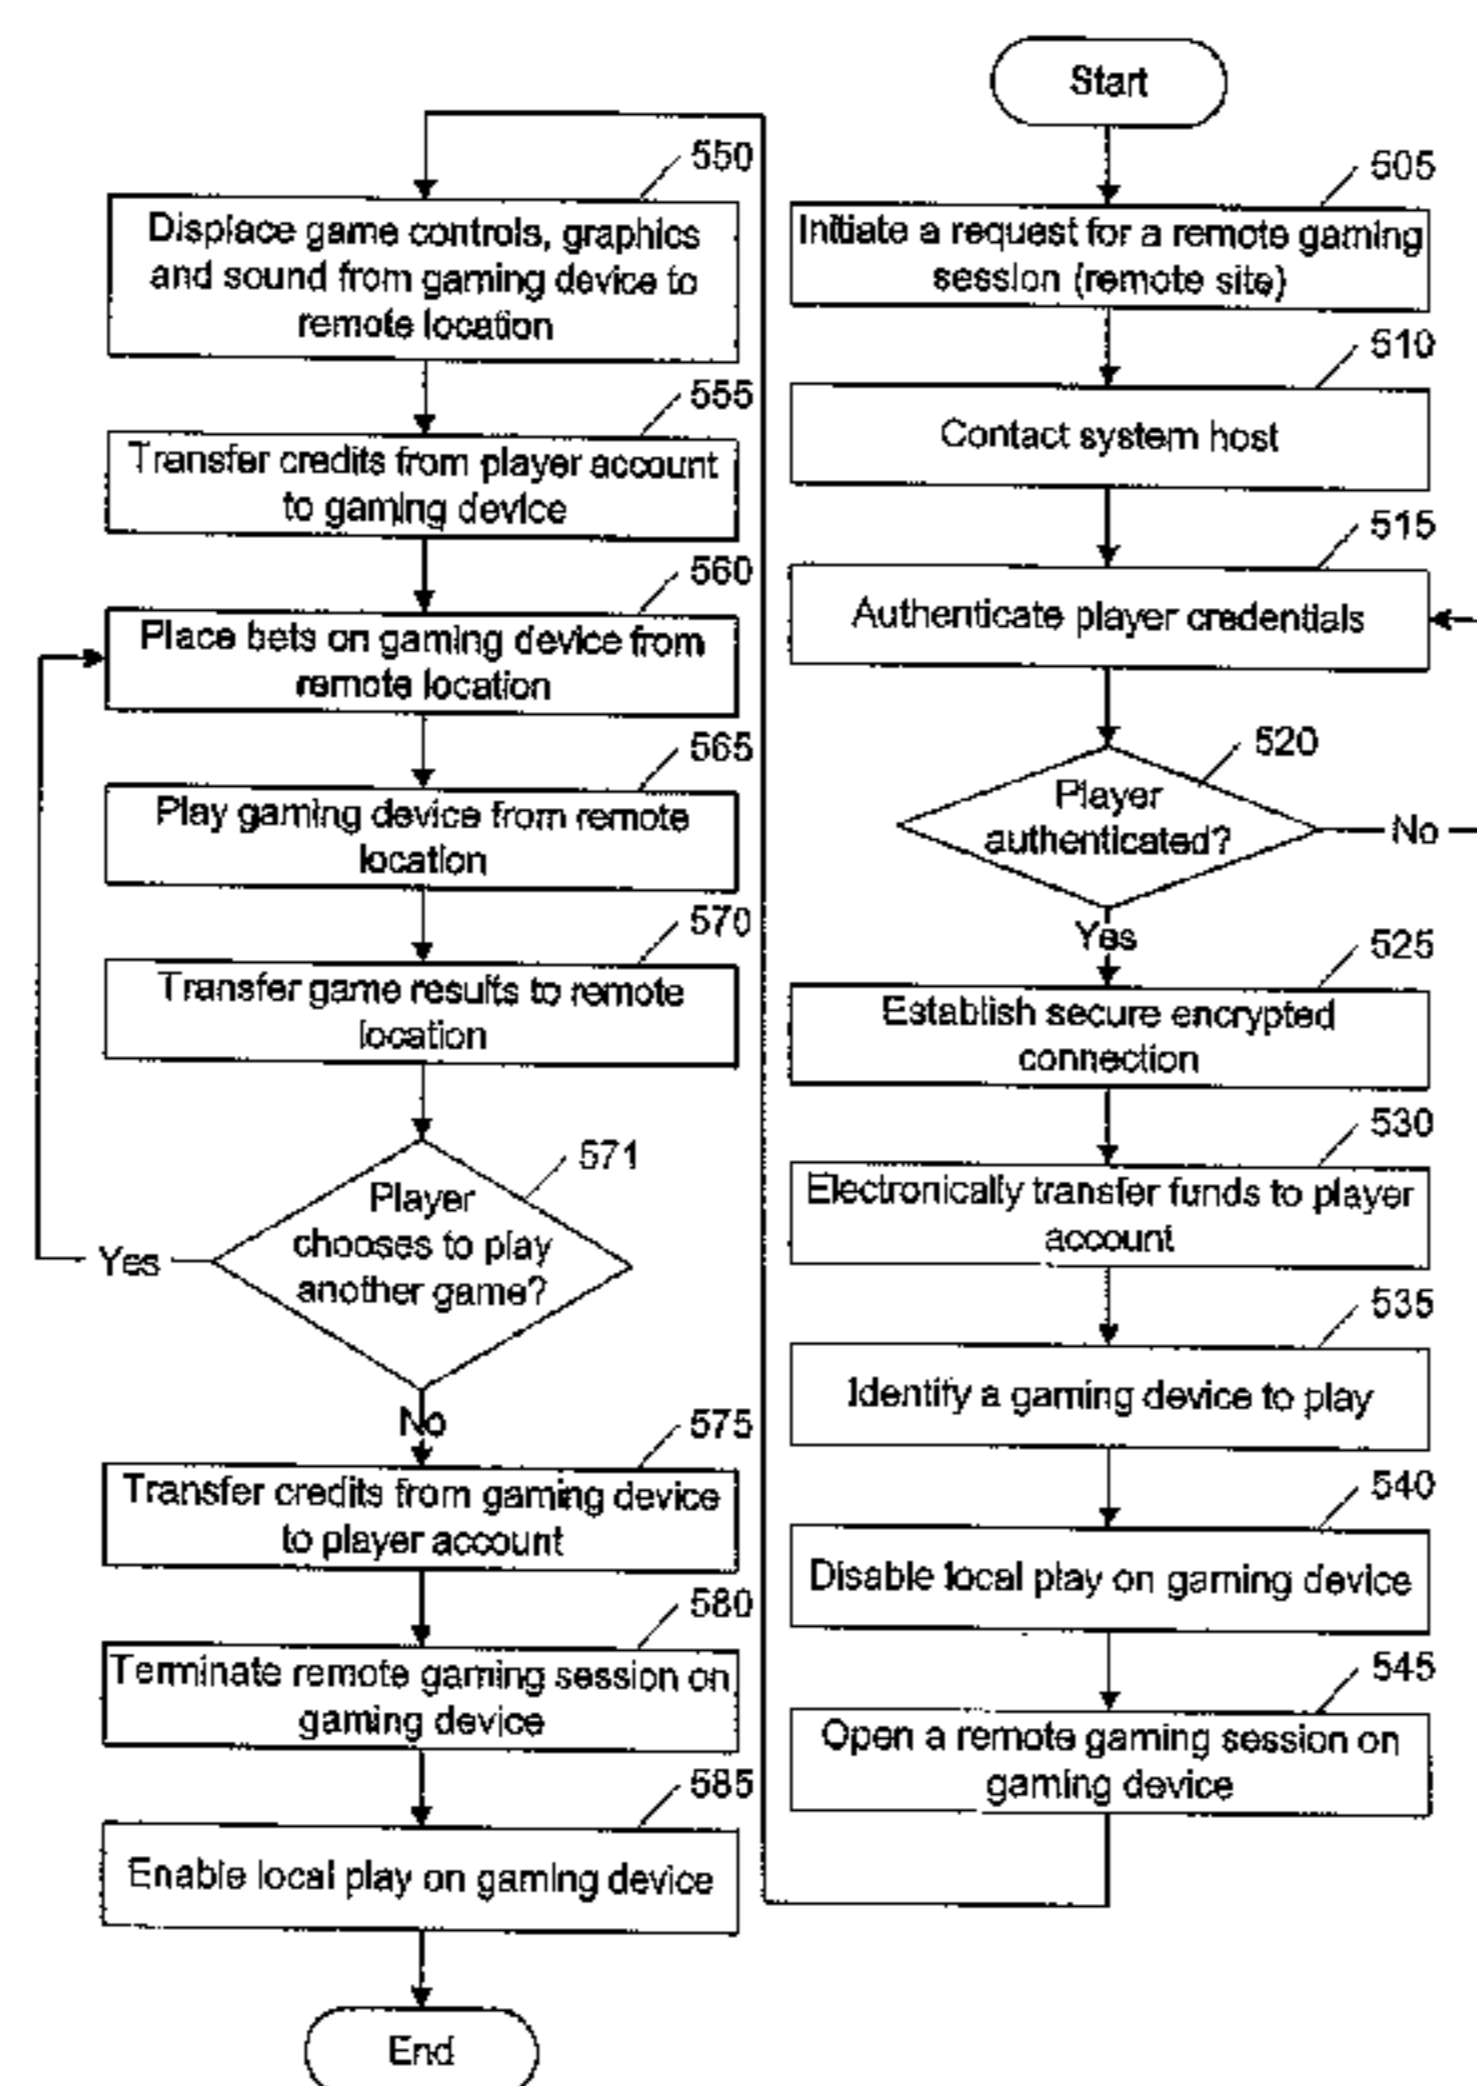 Start
505
Initiate a request for a remote gaming
session (remote site)
510
Contact system host
515
Authenticate player credentials
520
Player
authenticated?
No
Yes
525
Establish secure encrypted
connection
530
Electronically transfer funds to player
account
535
Identify a gaming device to play
540
Disable local play on gaming device
545
Open a remote gaming session on
gaming device
550
Displace game controls, graphics
and sound from gaming device to
remote location
555
Transfer credits from player account
to gaming device
560
Place bets on gaming device from
remote location
565
Play gaming device from remote
location
570
Transfer game results to remote
location
571
Player
chooses to play
another game?
Yes
No
575
Transfer credits from gaming device
to player account
580
Terminate remote gaming session on
gaming device
585
Enable local play on gaming device
End